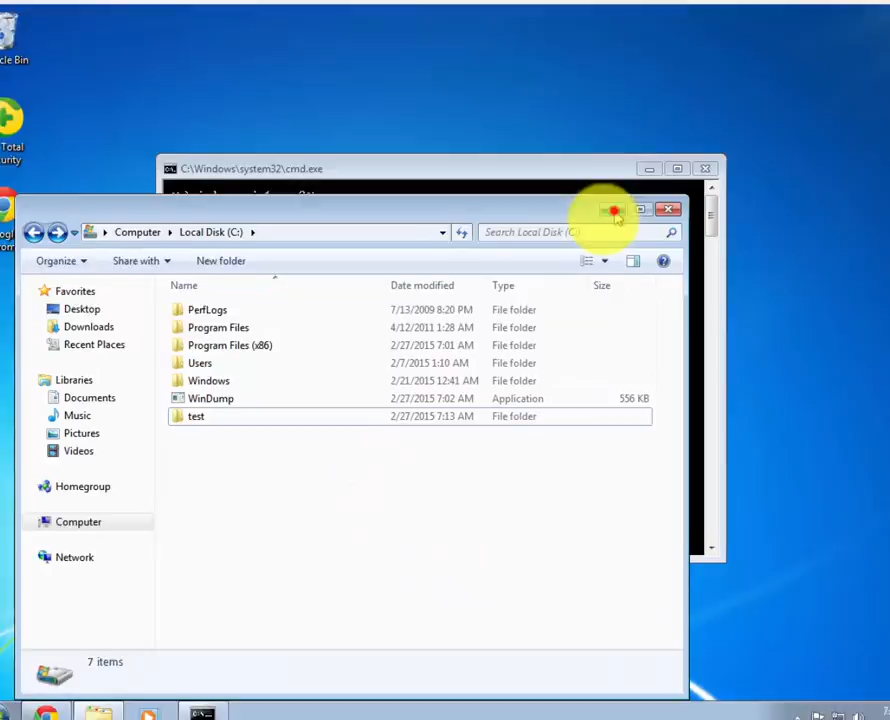 cle Bin
Total
urity
C:\Windows\system32\cmd.exe
Computer Local Disk (C:)
Search Local Disk (C:)
Organize Share with New folder
Name Date modified Type Size
Favorites
Desktop
Downloads
Recent Places
Libraries
Documents
Music
Pictures
Videos
Homegroup
Computer
Network
PerfLogs 7/13/2009 8:20 PM File folder
Program Files 4/12/2011 1:28 AM File folder
Program Files (x86) 2/27/2015 7:01 AM File folder
Users 2/7/2015 1:10 AM File folder
Windows 2/21/2015 12:41 AM File folder
WinDump 2/27/2015 7:02 AM Application 556 KB
test 2/27/2015 7:13 AM File folder
7 items